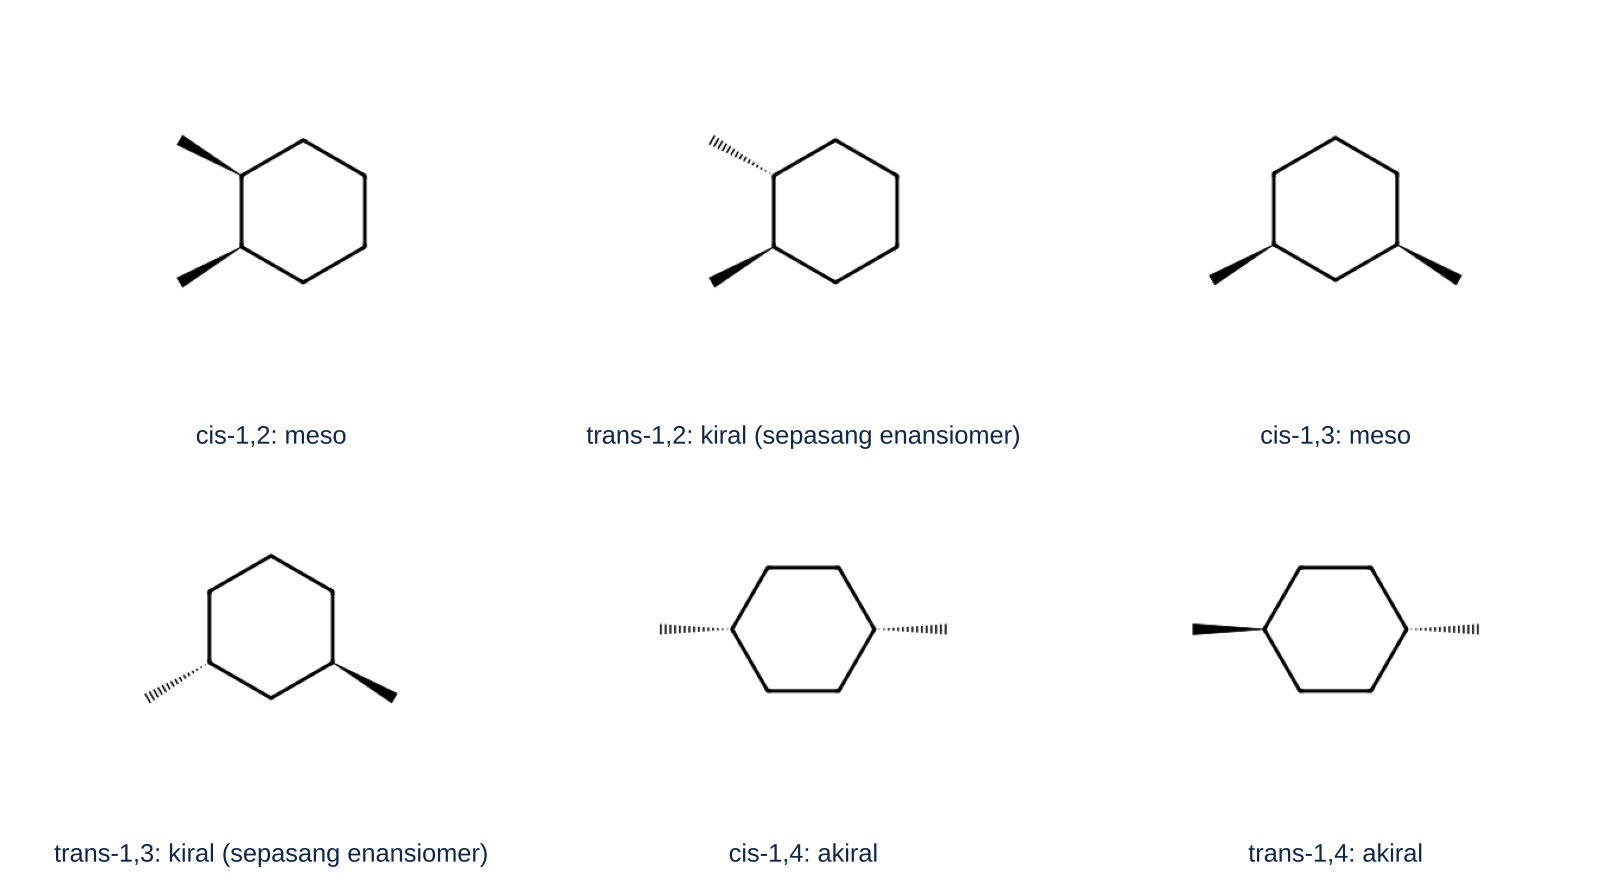 cis-1,2: meso
trans-1,2: kiral (sepasang enansiomer)
cis-1,3: meso
trans-1,3: kiral (sepasang enansiomer)
cis-1,4: akiral
trans-1,4: akiral